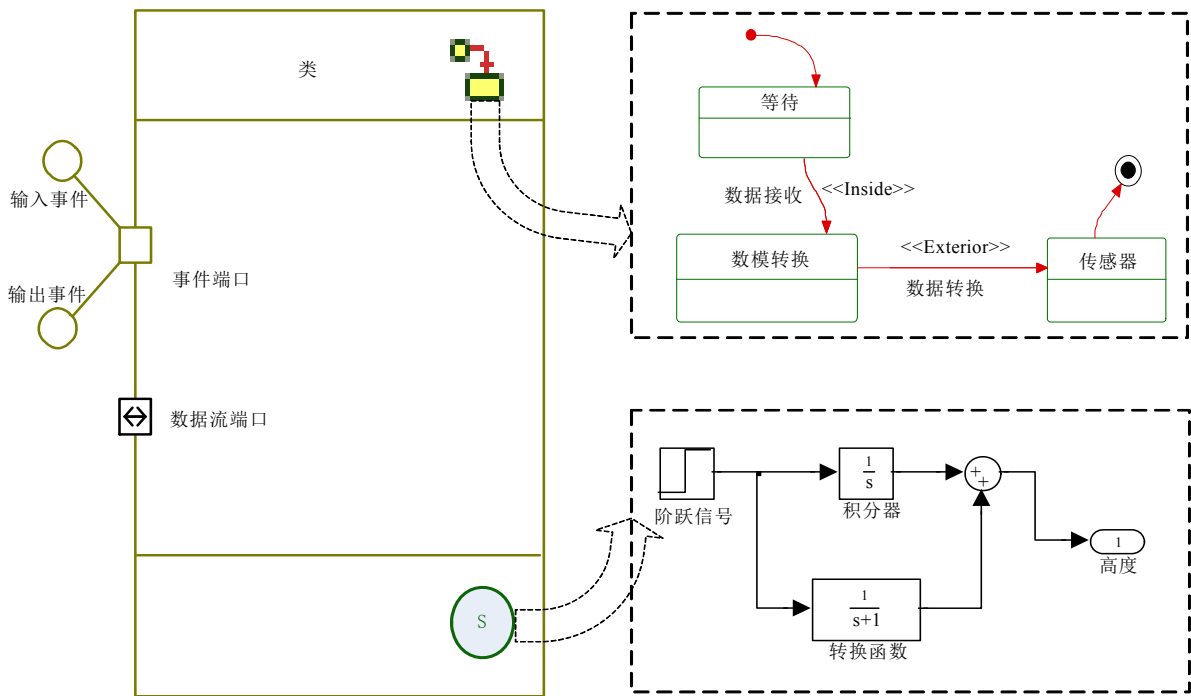 类
输入事件
输出事件
事件端口
数据流端口
S
等待
数据接收
<<Inside>>
数模转换
<<Exterior>>
数据转换
传感器
阶跃信号
1
s
积分器
+
+
1
s+1
转换函数
1
高度